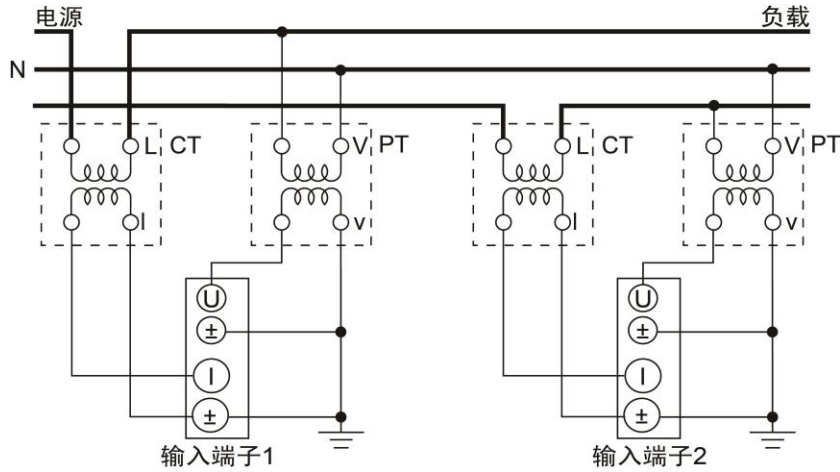 电源 负载
N
L CT V PT L CT V PT
l v l v
U U
± ±
I I
± ±
输入端子1 输入端子2